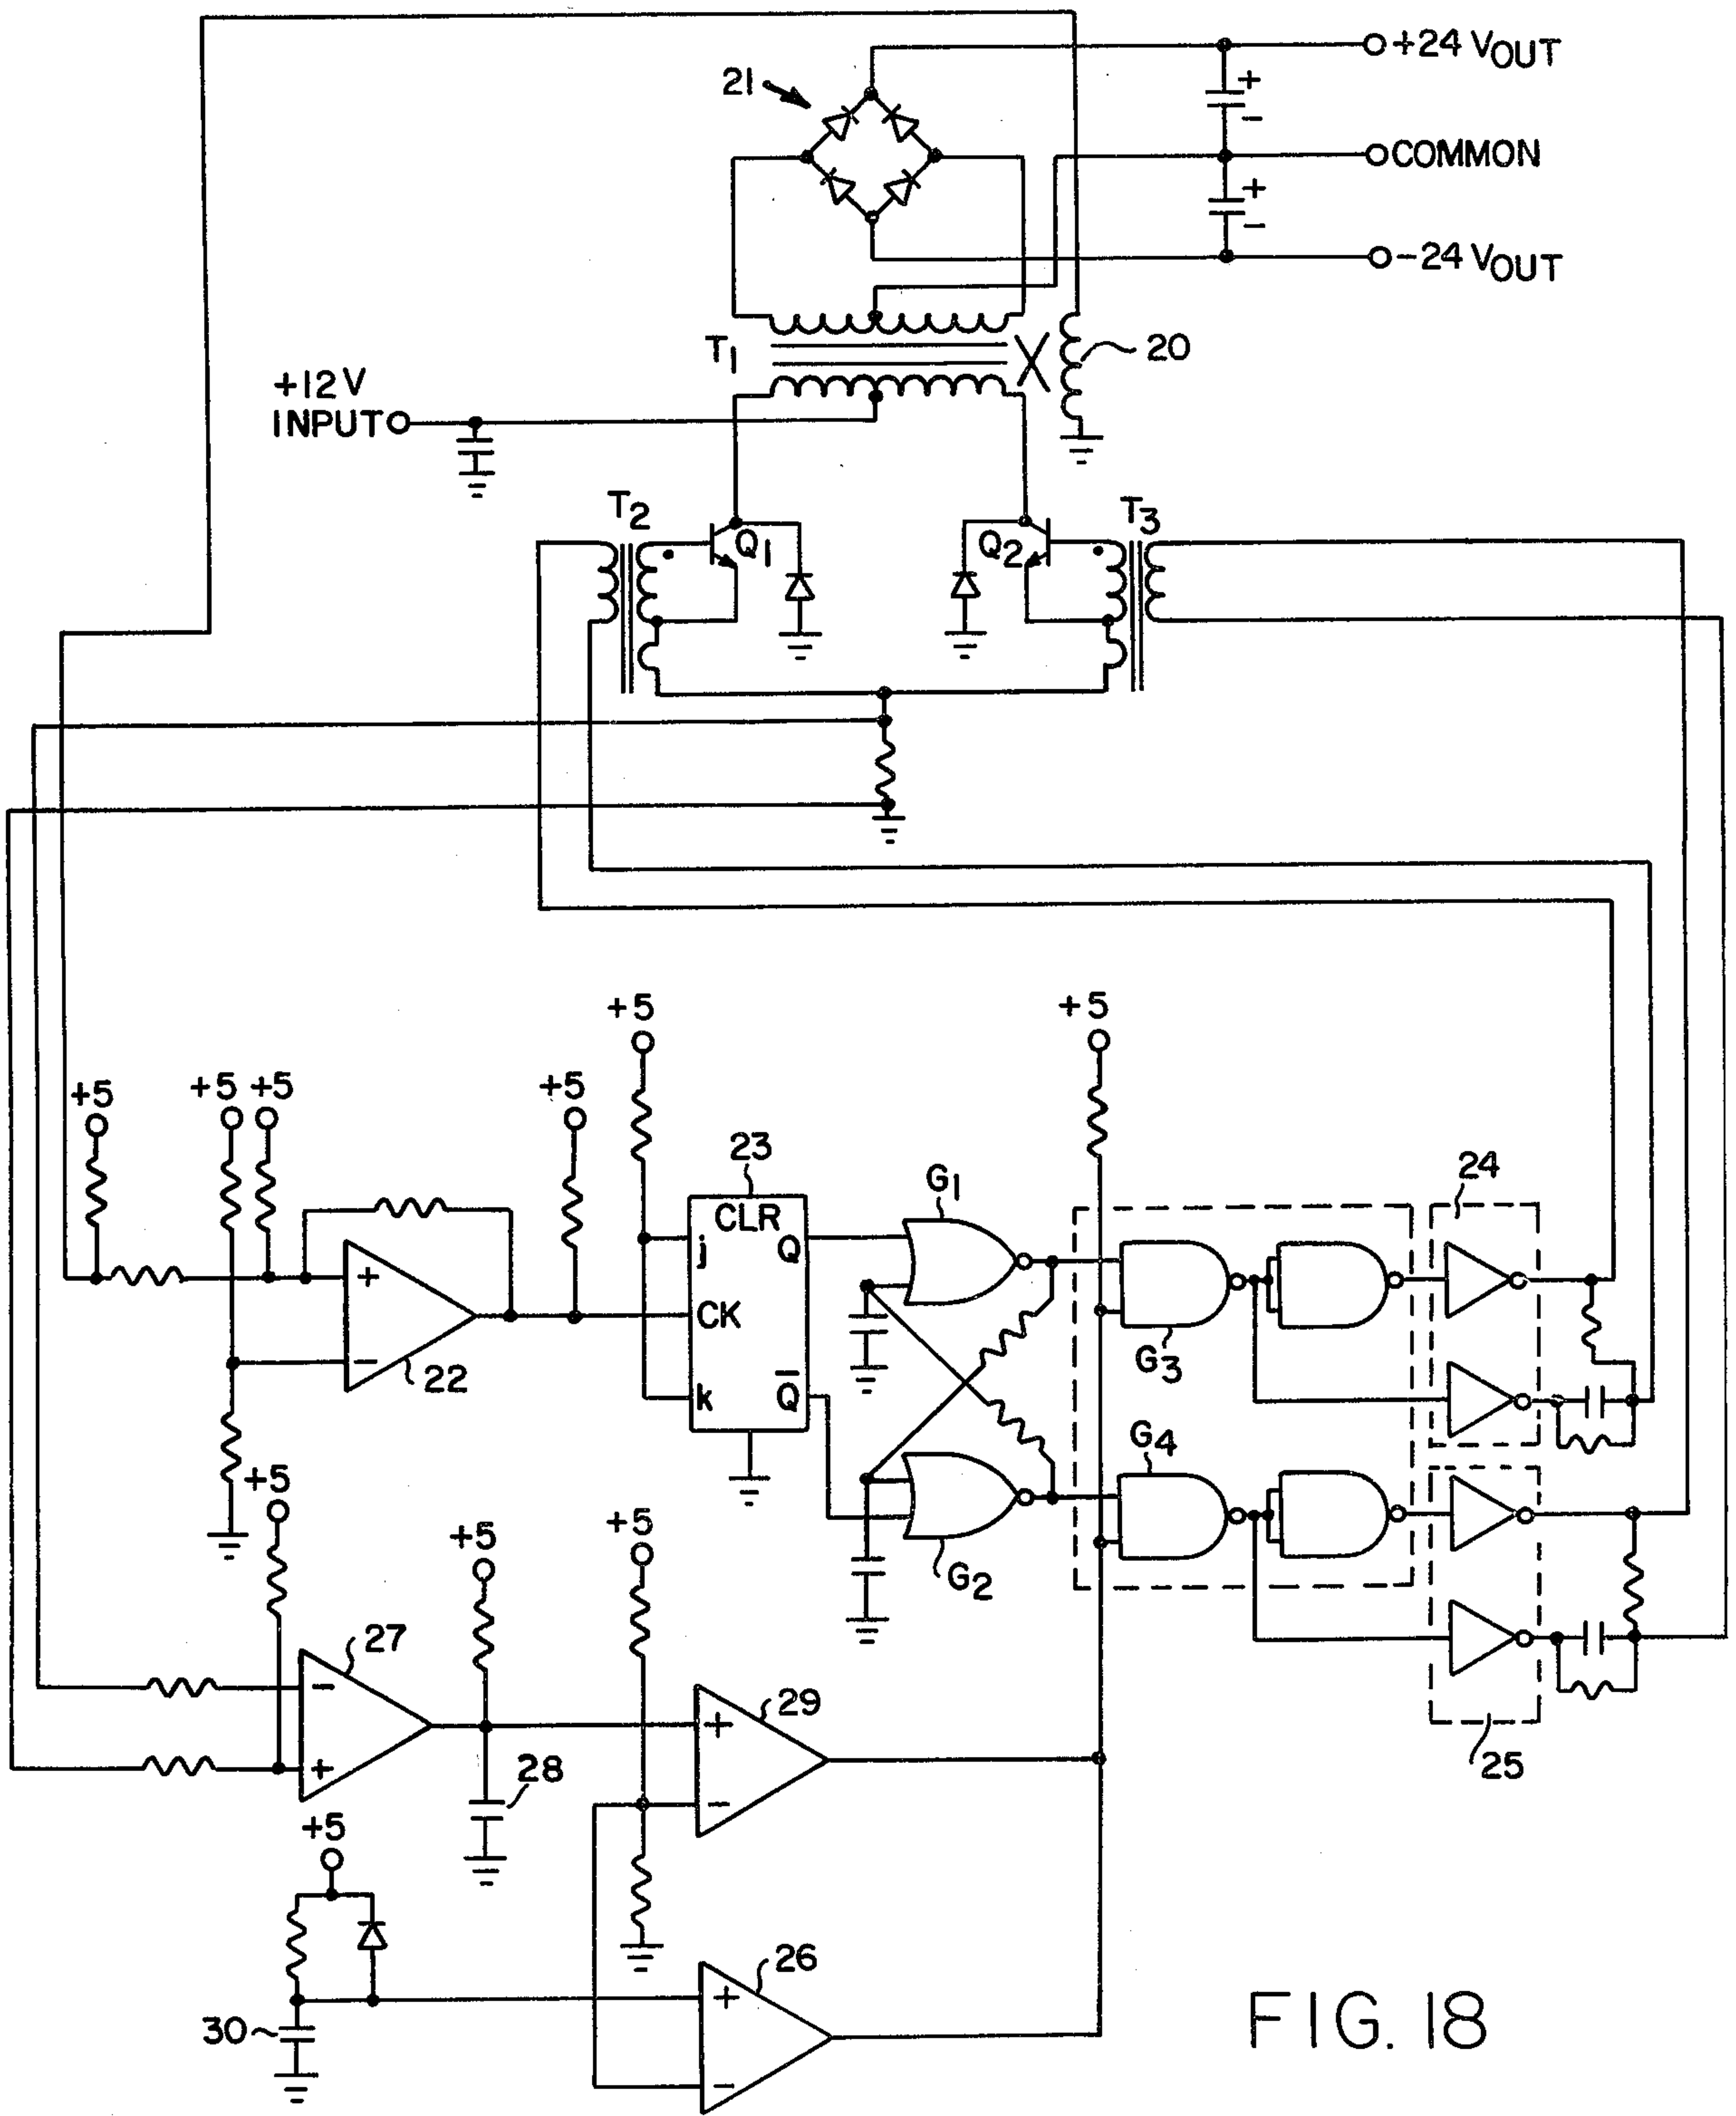 +24 VOUT
21
+
−
COMMON
+
−
−24 VOUT
T1
20
+12V
INPUT
T2
T3
Q1
Q2
+5
+5
+5
+5
+5
+5
23
24
G1
CLR
j
Q
+
CK
G3
−
22
k
Q̅
G4
+5
+5
+5
G2
27
−
29
+
+
28
25
−
+5
26
+
30
−
FIG. 18